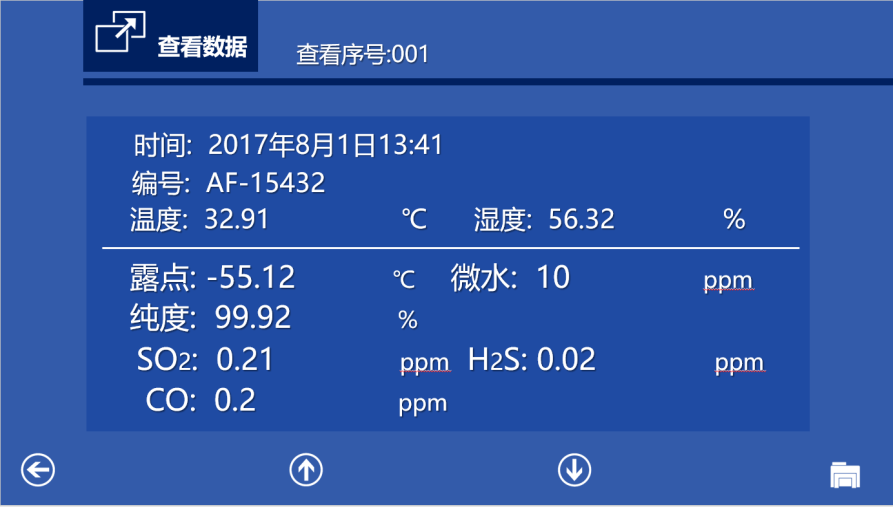 查看数据
查看序号:001
时间: 2017年8月1日13:41
编号: AF-15432
温度: 32.91 ℃ 湿度: 56.32 %
露点: -55.12 ℃ 微水: 10 ppm
纯度: 99.92 %
SO2: 0.21 ppm H2S: 0.02 ppm
CO: 0.2 ppm